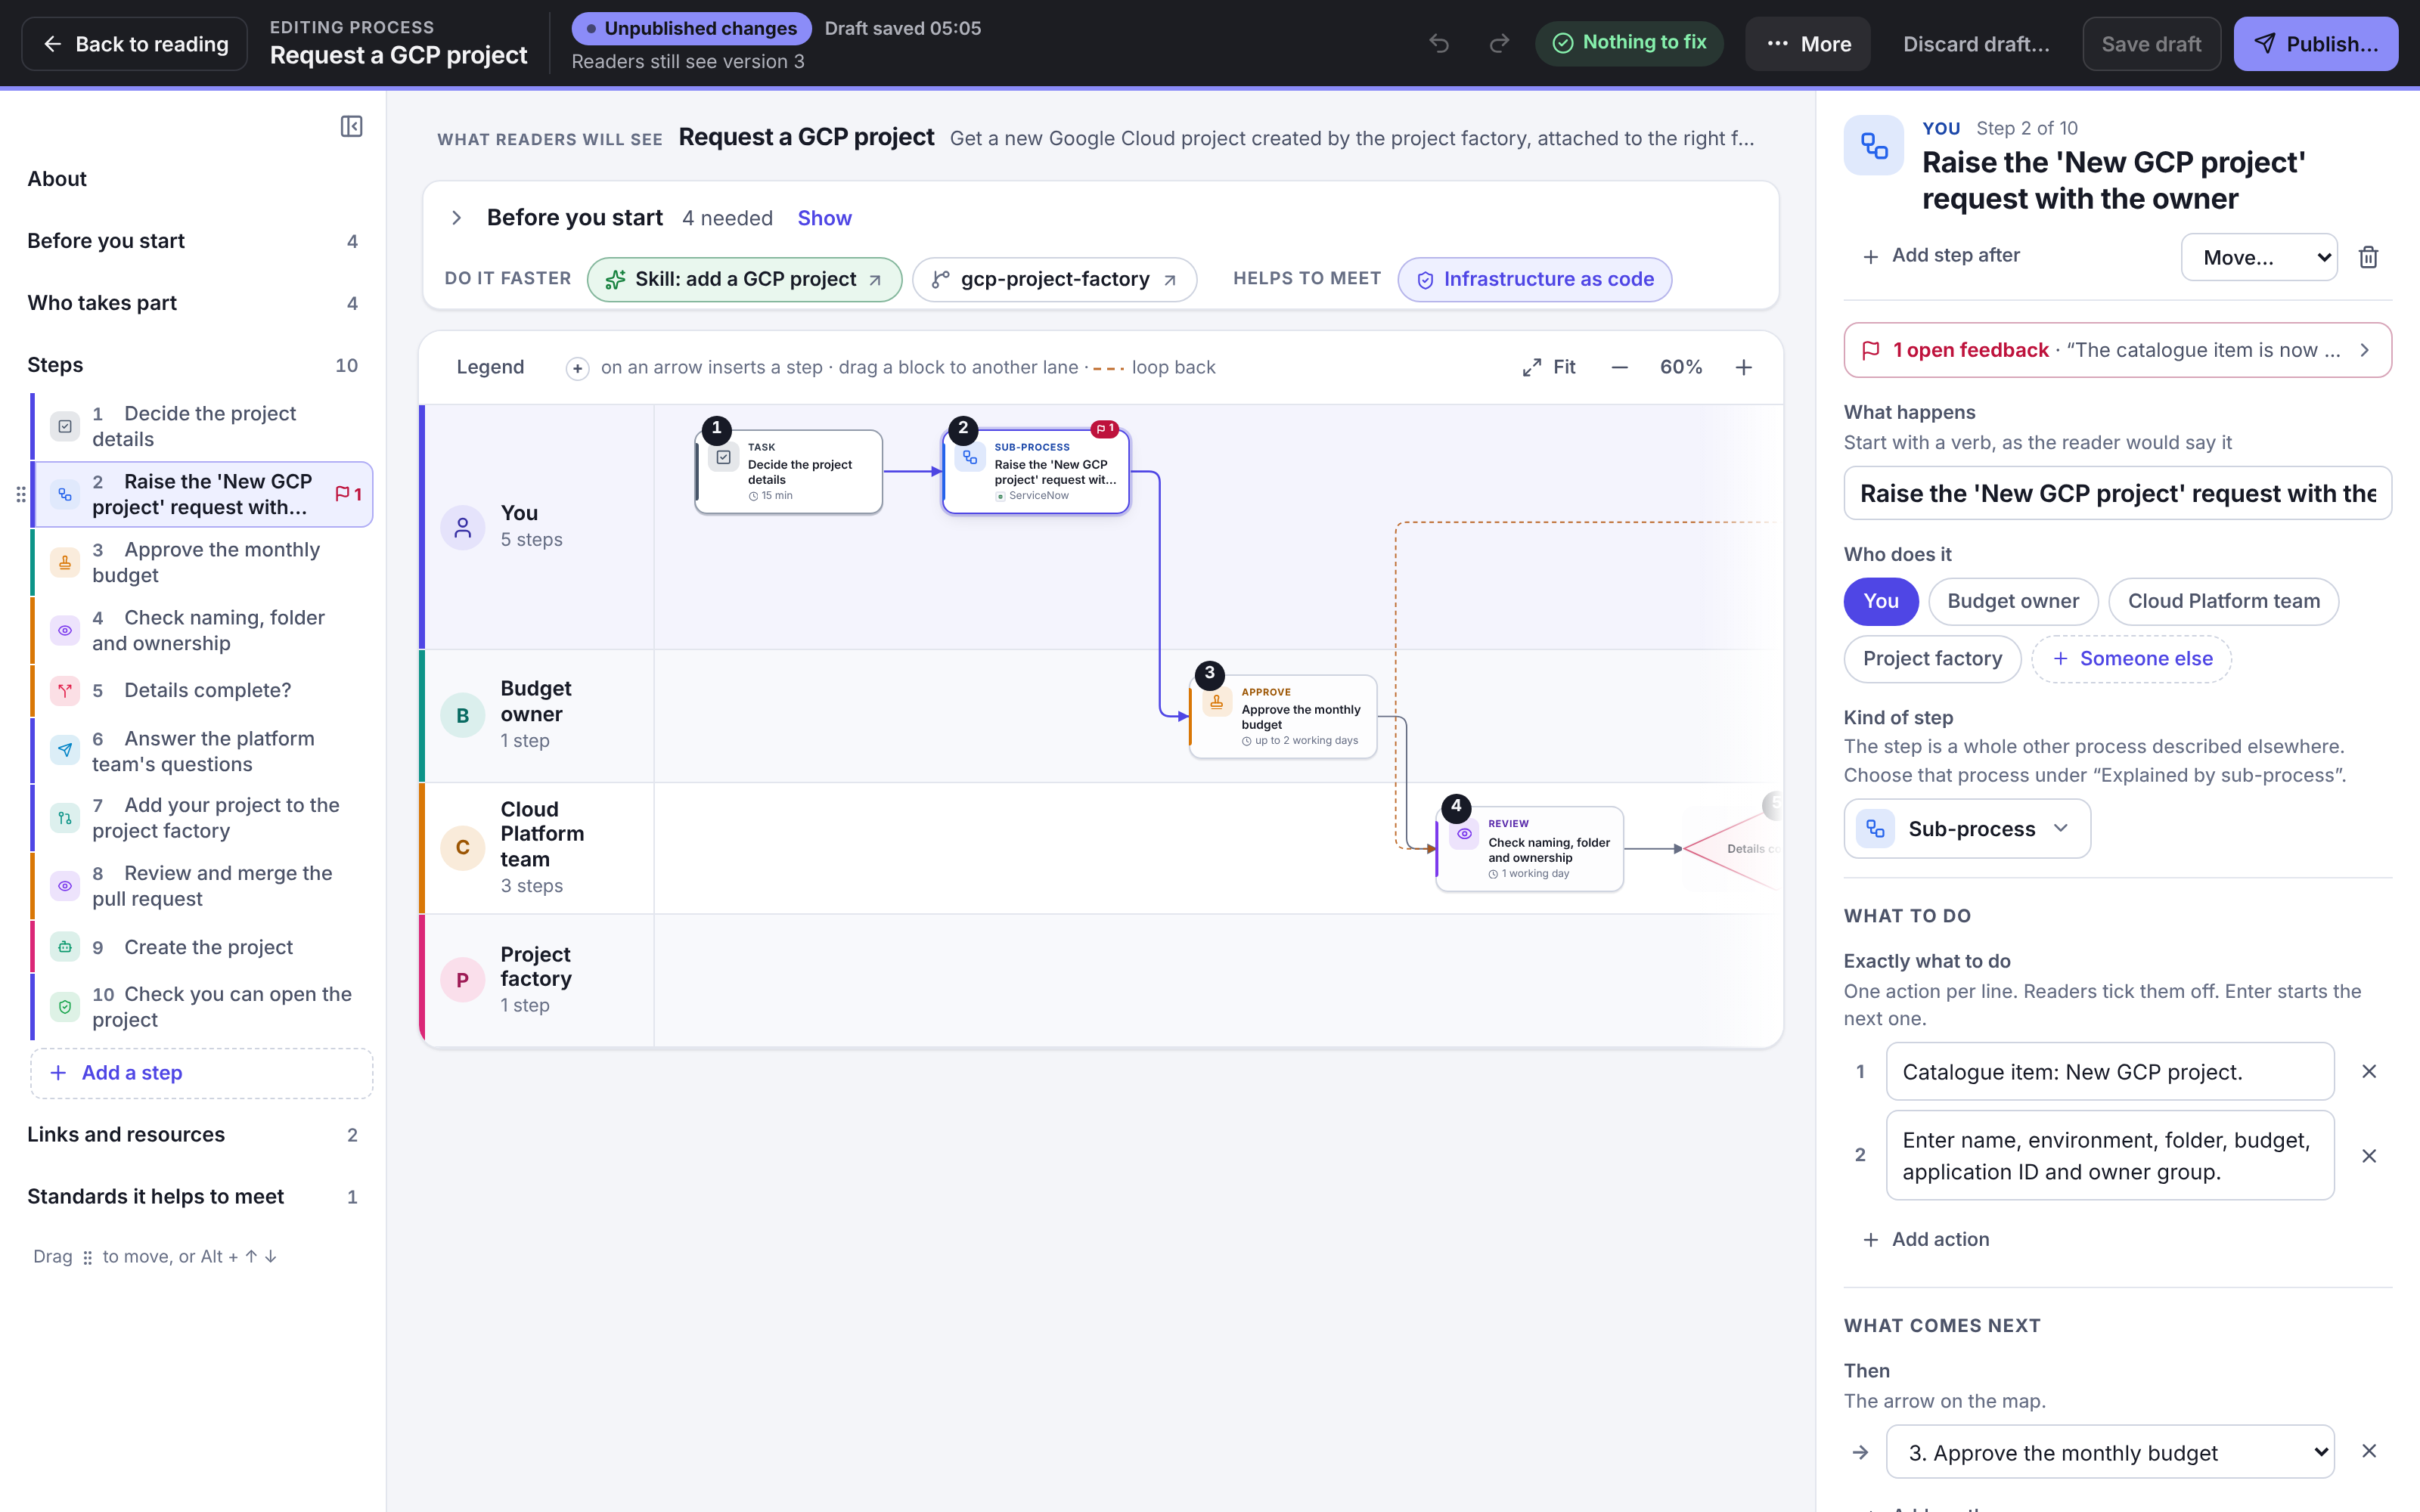 Back to reading
EDITING PROCESS
Request a GCP project
Unpublished changes
Draft saved 05:05
Readers still see version 3
Nothing to fix
More
Discard draft...
Save draft
Publish...
About
Before you start 4
Who takes part 4
Steps 10
1 Decide the project
details
2 Raise the 'New GCP
project' request with...
1
3 Approve the monthly
budget
4 Check naming, folder
and ownership
5 Details complete?
6 Answer the platform
team's questions
7 Add your project to the
project factory
8 Review and merge the
pull request
9 Create the project
10 Check you can open the
project
+ Add a step
Links and resources 2
Standards it helps to meet 1
Drag to move, or Alt + ↑ ↓
WHAT READERS WILL SEE Request a GCP project Get a new Google Cloud project created by the project factory, attached to the right f...
Before you start 4 needed Show
DO IT FASTER Skill: add a GCP project gcp-project-factory HELPS TO MEET Infrastructure as code
Legend + on an arrow inserts a step · drag a block to another lane · loop back
Fit − 60% +
You
5 steps
1
TASK
Decide the project
details
15 min
2
1
SUB-PROCESS
Raise the 'New GCP
project' request wit...
ServiceNow
B
Budget
owner
1 step
3
APPROVE
Approve the monthly
budget
up to 2 working days
C
Cloud
Platform
team
3 steps
4
REVIEW
Check naming, folder
and ownership
1 working day
5
Details co
P
Project
factory
1 step
YOU Step 2 of 10
Raise the 'New GCP project'
request with the owner
+ Add step after
Move...
1 open feedback · “The catalogue item is now ...
What happens
Start with a verb, as the reader would say it
Raise the 'New GCP project' request with the
Who does it
You
Budget owner
Cloud Platform team
Project factory
+ Someone else
Kind of step
The step is a whole other process described elsewhere.
Choose that process under “Explained by sub-process”.
Sub-process
WHAT TO DO
Exactly what to do
One action per line. Readers tick them off. Enter starts the
next one.
1 Catalogue item: New GCP project.
2 Enter name, environment, folder, budget,
application ID and owner group.
+ Add action
WHAT COMES NEXT
Then
The arrow on the map.
→ 3. Approve the monthly budget